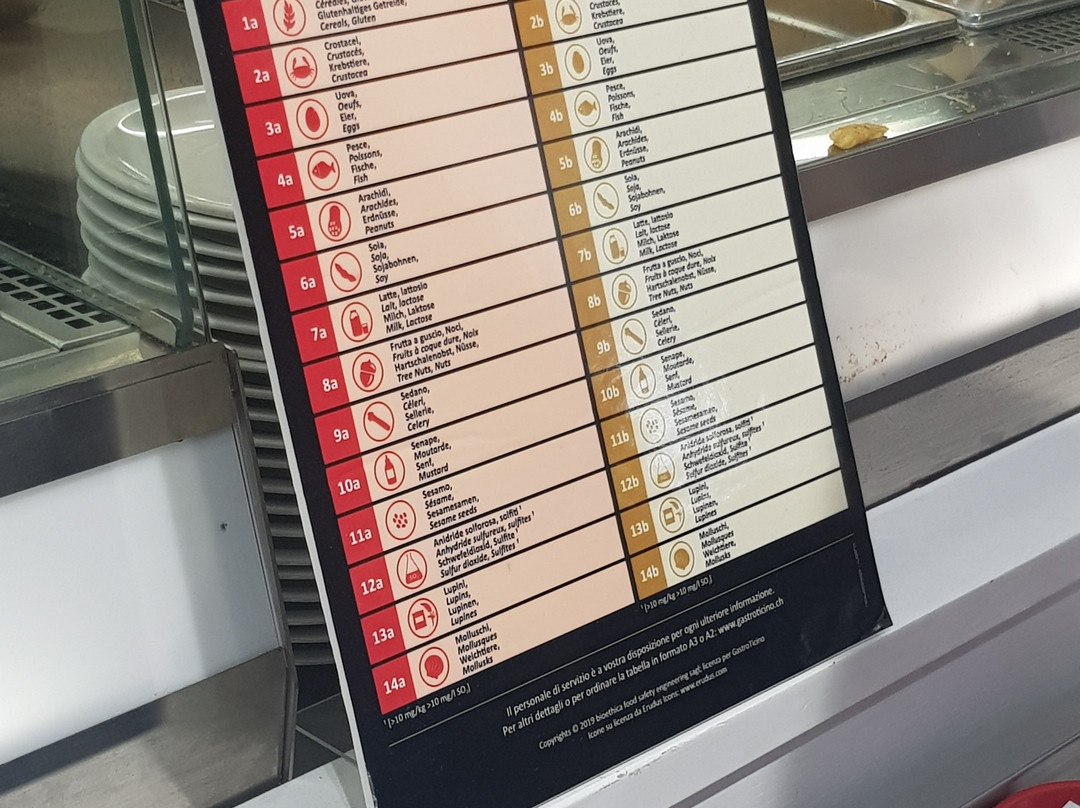 1a
Glutenhaltiges Getreide,
Cereals, Gluten
2a
Crostacei,
Crustacés,
Krebstiere,
Crustacea
3a
Uova,
Oeufs,
Eier,
Eggs
4a
Pesce,
Poissons,
Fische,
Fish
5a
Arachidi,
Arachides,
Erdnüsse,
Peanuts
6a
Soia,
Soja,
Sojabohnen,
Soy
7a
Latte, lattosio
Lait, lactose
Milch, Laktose
Milk, Lactose
8a
Frutta a guscio, Noci,
Fruits à coque dure, Noix
Hartschalenobst, Nüsse,
Tree Nuts, Nuts
9a
Sedano,
Céleri,
Sellerie,
Celery
10a
Senape,
Moutarde,
Senf,
Mustard
11a
Sesamo,
Sésame,
Sesamesamen,
Sesame seeds
12a
Anidride solforosa, solfiti¹
Anhydride sulfureux, sulfites¹
Schwefeldioxid, Sulfite¹
Sulfur dioxide, Sulfites¹
13a
Lupini,
Lupins,
Lupinen,
Lupines
14a
Molluschi,
Mollusques
Weichtiere,
Mollusks
¹ [>10 mg/kg >10 mg/l SO₂]
2b
Crustacés,
Krebstiere,
Crustacea
3b
Uova,
Oeufs,
Eier,
Eggs
4b
Pesce,
Poissons,
Fische,
Fish
5b
Arachidi,
Arachides,
Erdnüsse,
Peanuts
6b
Soia,
Soja,
Sojabohnen,
Soy
7b
Latte, lattosio
Lait, lactose
Milch, Laktose
Milk, Lactose
8b
Frutta a guscio, Noci,
Fruits à coque dure, Noix
Hartschalenobst, Nüsse,
Tree Nuts, Nuts
9b
Sedano,
Céleri,
Sellerie,
Celery
10b
Senape,
Moutarde,
Senf,
Mustard
11b
Sesamo,
Sésame,
Sesamesamen,
Sesame seeds
12b
Anidride solforosa, solfiti¹
Anhydride sulfureux, sulfites¹
Schwefeldioxid, Sulfite¹
Sulfur dioxide, Sulfites¹
13b
Lupini,
Lupins,
Lupinen,
Lupines
14b
Molluschi,
Mollusques
Weichtiere,
Mollusks
¹ [>10 mg/kg >10 mg/l SO₂]
Il personale di servizio è a vostra disposizione per ogni ulteriore informazione.
Per altri dettagli o per ordinare la tabella in formato A3 o A2: www.gastroticino.ch
Copyrights © 2019 bioethica food safety engineering sagl; licenza per GastroTicino
Icone su licenza da Erudus Icons: www.erudus.com